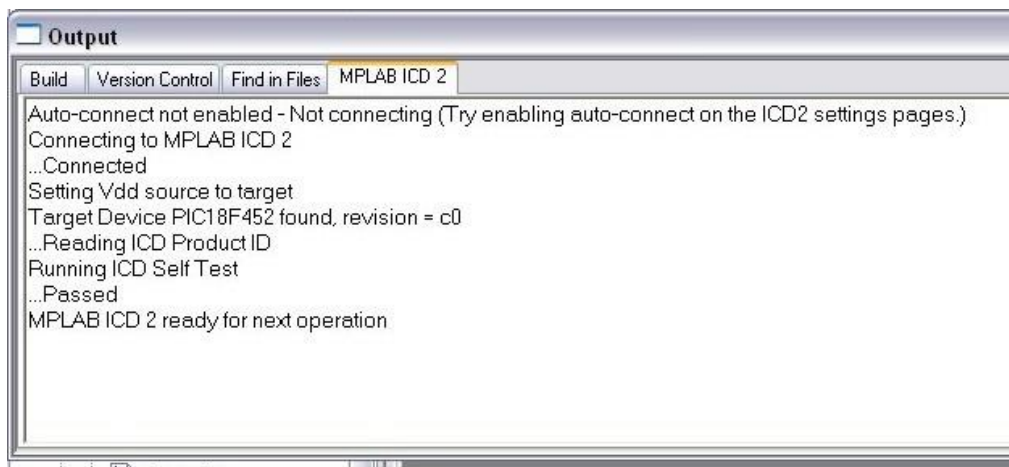 Output
Build Version Control Find in Files MPLAB ICD 2
Auto-connect not enabled - Not connecting (Try enabling auto-connect on the ICD2 settings pages.)
Connecting to MPLAB ICD 2
...Connected
Setting Vdd source to target
Target Device PIC18F452 found, revision = c0
...Reading ICD Product ID
Running ICD Self Test
...Passed
MPLAB ICD 2 ready for next operation